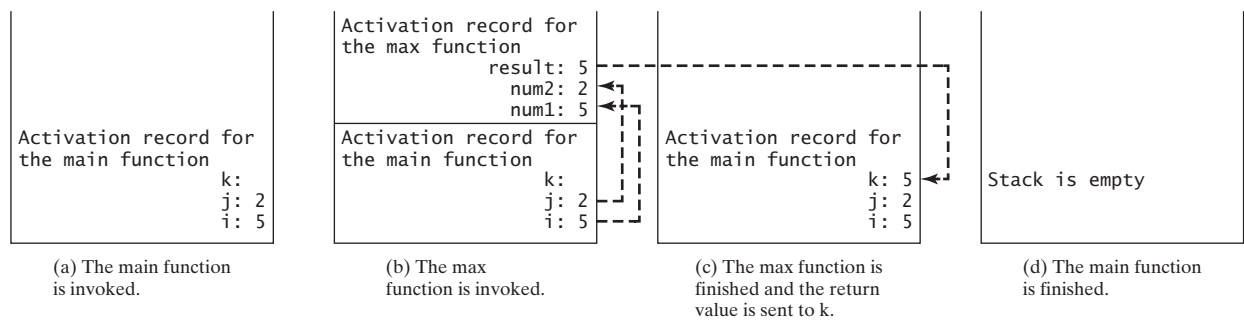 Activation record for
the main function
k:
j: 2
i: 5
(a) The main function
is invoked.
Activation record for
the max function
result: 5
num2: 2
num1: 5
Activation record for
the main function
k:
j: 2
i: 5
(b) The max
function is invoked.
Activation record for
the main function
k: 5
j: 2
i: 5
(c) The max function is
finished and the return
value is sent to k.
Stack is empty
(d) The main function
is finished.